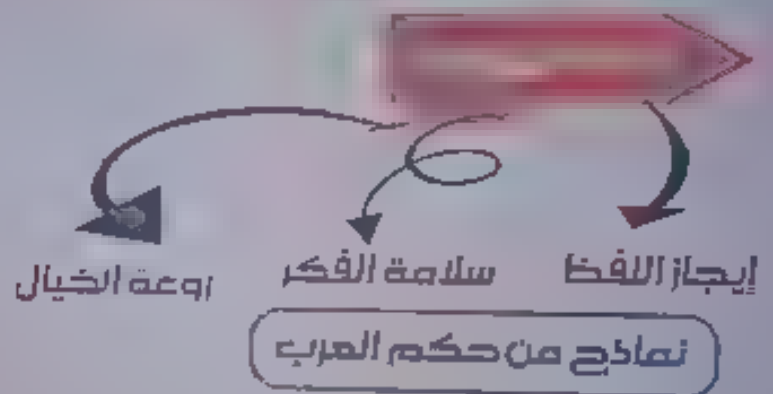 إيجاز اللفظ
سلامة الفكر
روعة الخيال
نماذج من حكم العرب